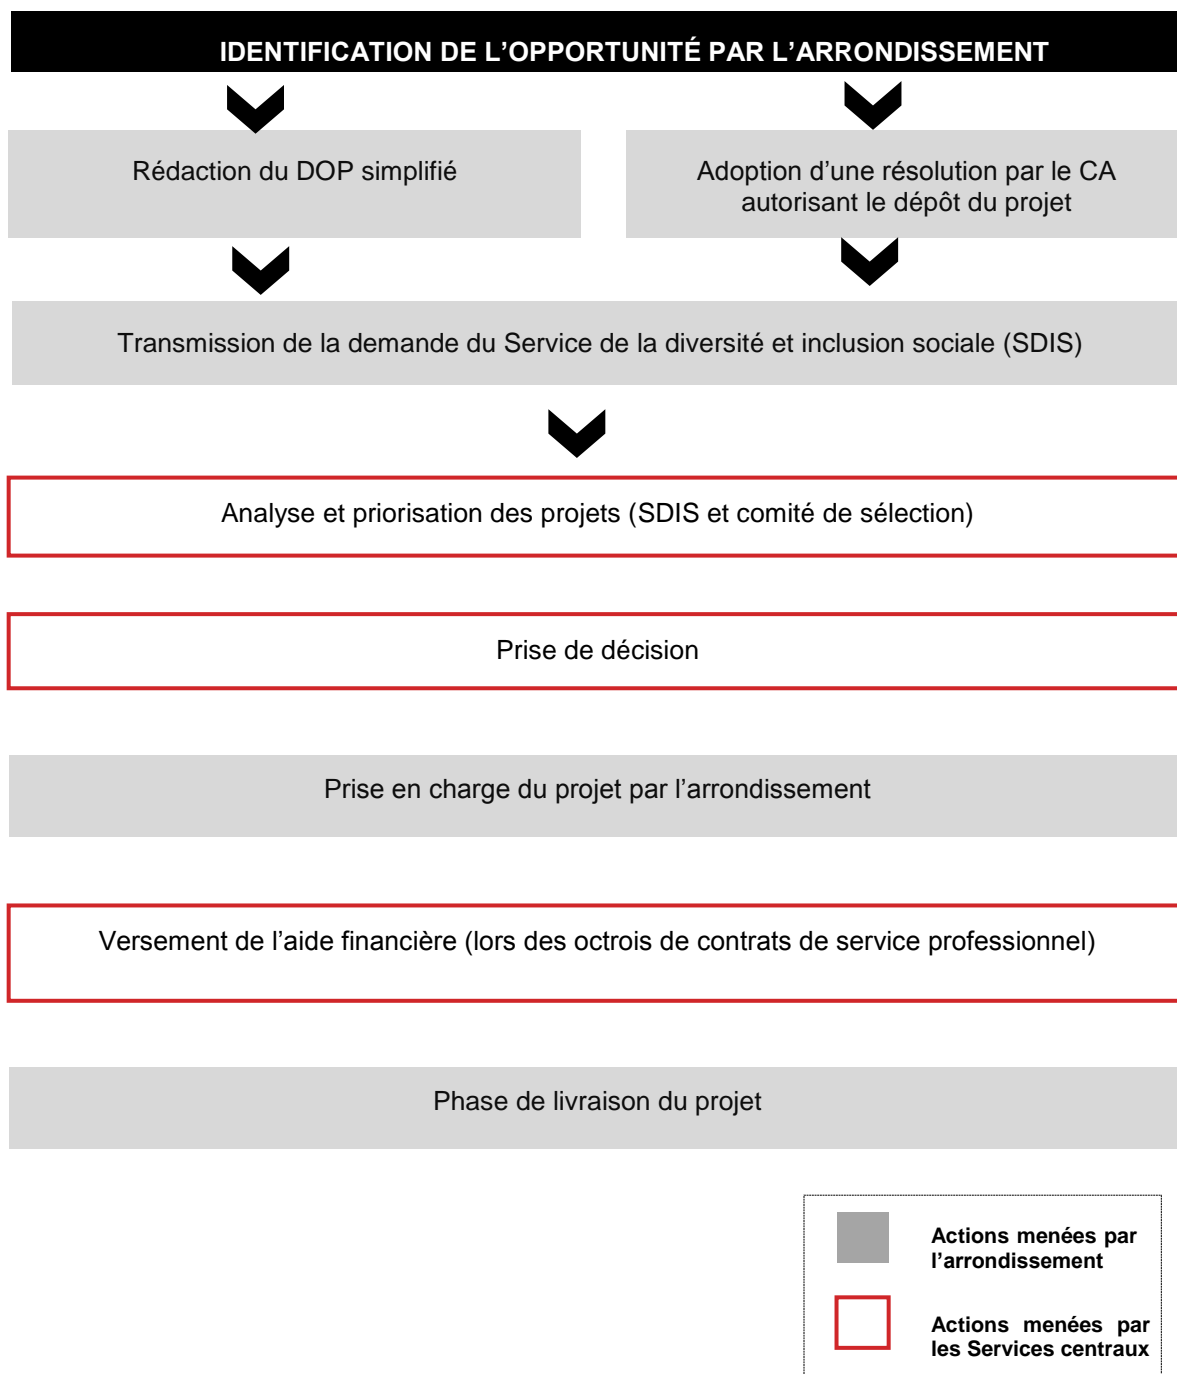 IDENTIFICATION DE L’OPPORTUNITÉ PAR L’ARRONDISSEMENT
Rédaction du DOP simplifié
Adoption d’une résolution par le CA
autorisant le dépôt du projet
Transmission de la demande du Service de la diversité et inclusion sociale (SDIS)
Analyse et priorisation des projets (SDIS et comité de sélection)
Prise de décision
Prise en charge du projet par l’arrondissement
Versement de l’aide financière (lors des octrois de contrats de service professionnel)
Phase de livraison du projet
Actions menées par
l’arrondissement
Actions menées par
les Services centraux